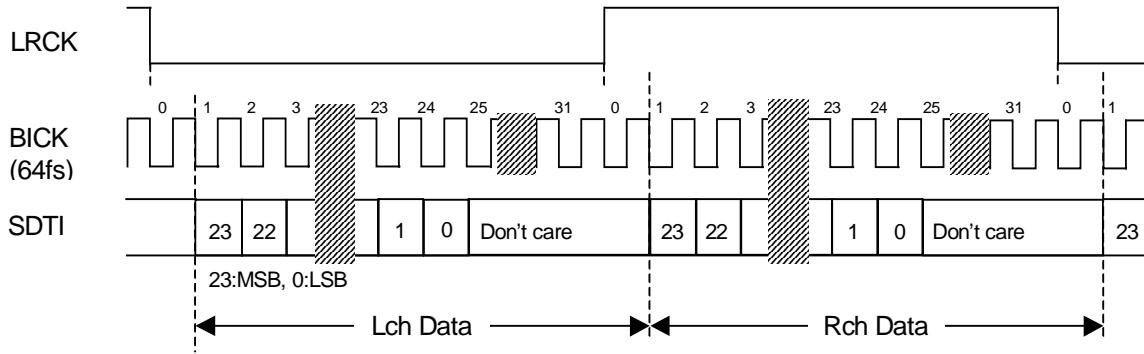 LRCK
0 1 2 3 23 24 25 31 0 1 2 3 23 24 25 31 0 1
BICK
(64fs)
SDTI
23 22 1 0 Don't care 23 22 1 0 Don't care 23
23:MSB, 0:LSB
Lch Data Rch Data